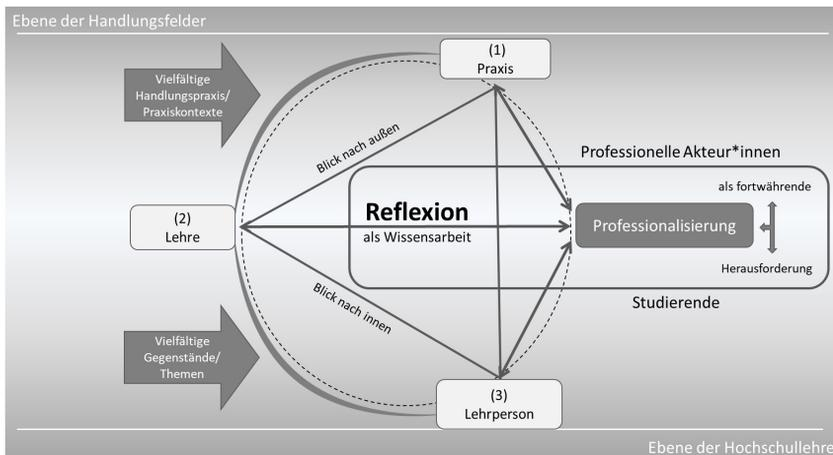 Ebene der Handlungsfelder
(1)
Praxis
Vielfältige
Handlungspraxis/
Praxiskontexte
Blick nach außen
Professionelle Akteur*innen
als fortwährende
(2)
Lehre
Reflexion
als Wissensarbeit
Professionalisierung
Herausforderung
Blick nach innen
Studierende
Vielfältige
Gegenstände/
Themen
(3)
Lehrperson
Ebene der Hochschullehre